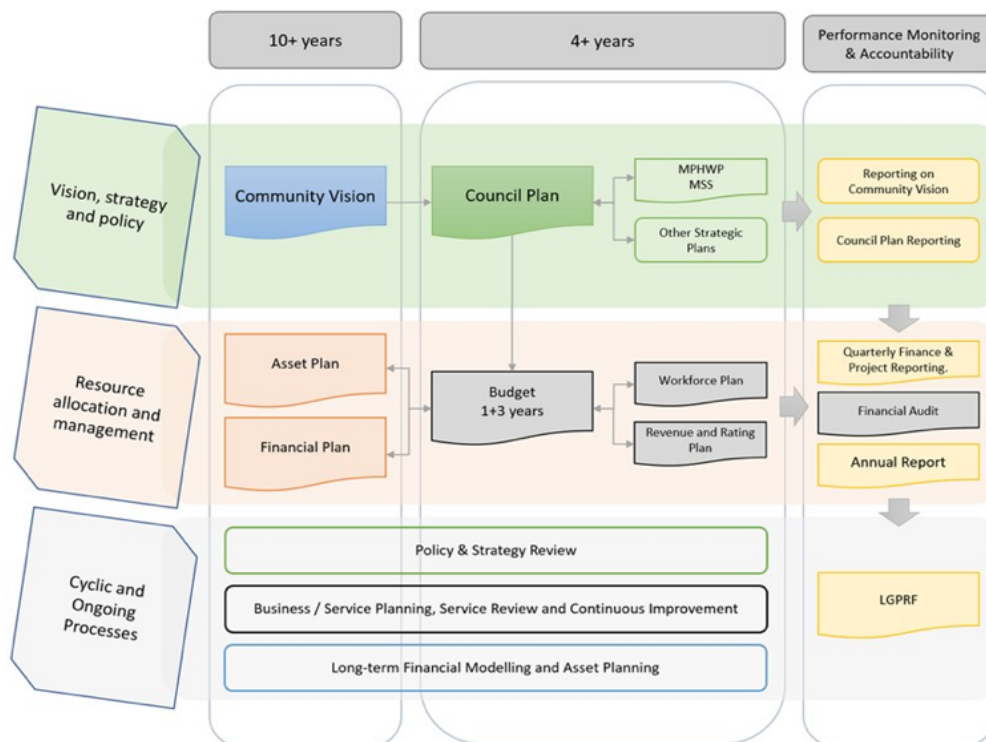 10+ years
4+ years
Performance Monitoring
& Accountability
Vision, strategy
and policy
Community Vision
Council Plan
MPHWP
MSS
Other Strategic
Plans
Reporting on
Community Vision
Council Plan Reporting
Resource
allocation and
management
Asset Plan
Financial Plan
Budget
1+3 years
Workforce Plan
Revenue and Rating
Plan
Quarterly Finance &
Project Reporting.
Financial Audit
Annual Report
Cyclic and
Ongoing
Processes
Policy & Strategy Review
Business / Service Planning, Service Review and Continuous Improvement
Long-term Financial Modelling and Asset Planning
LGPRF